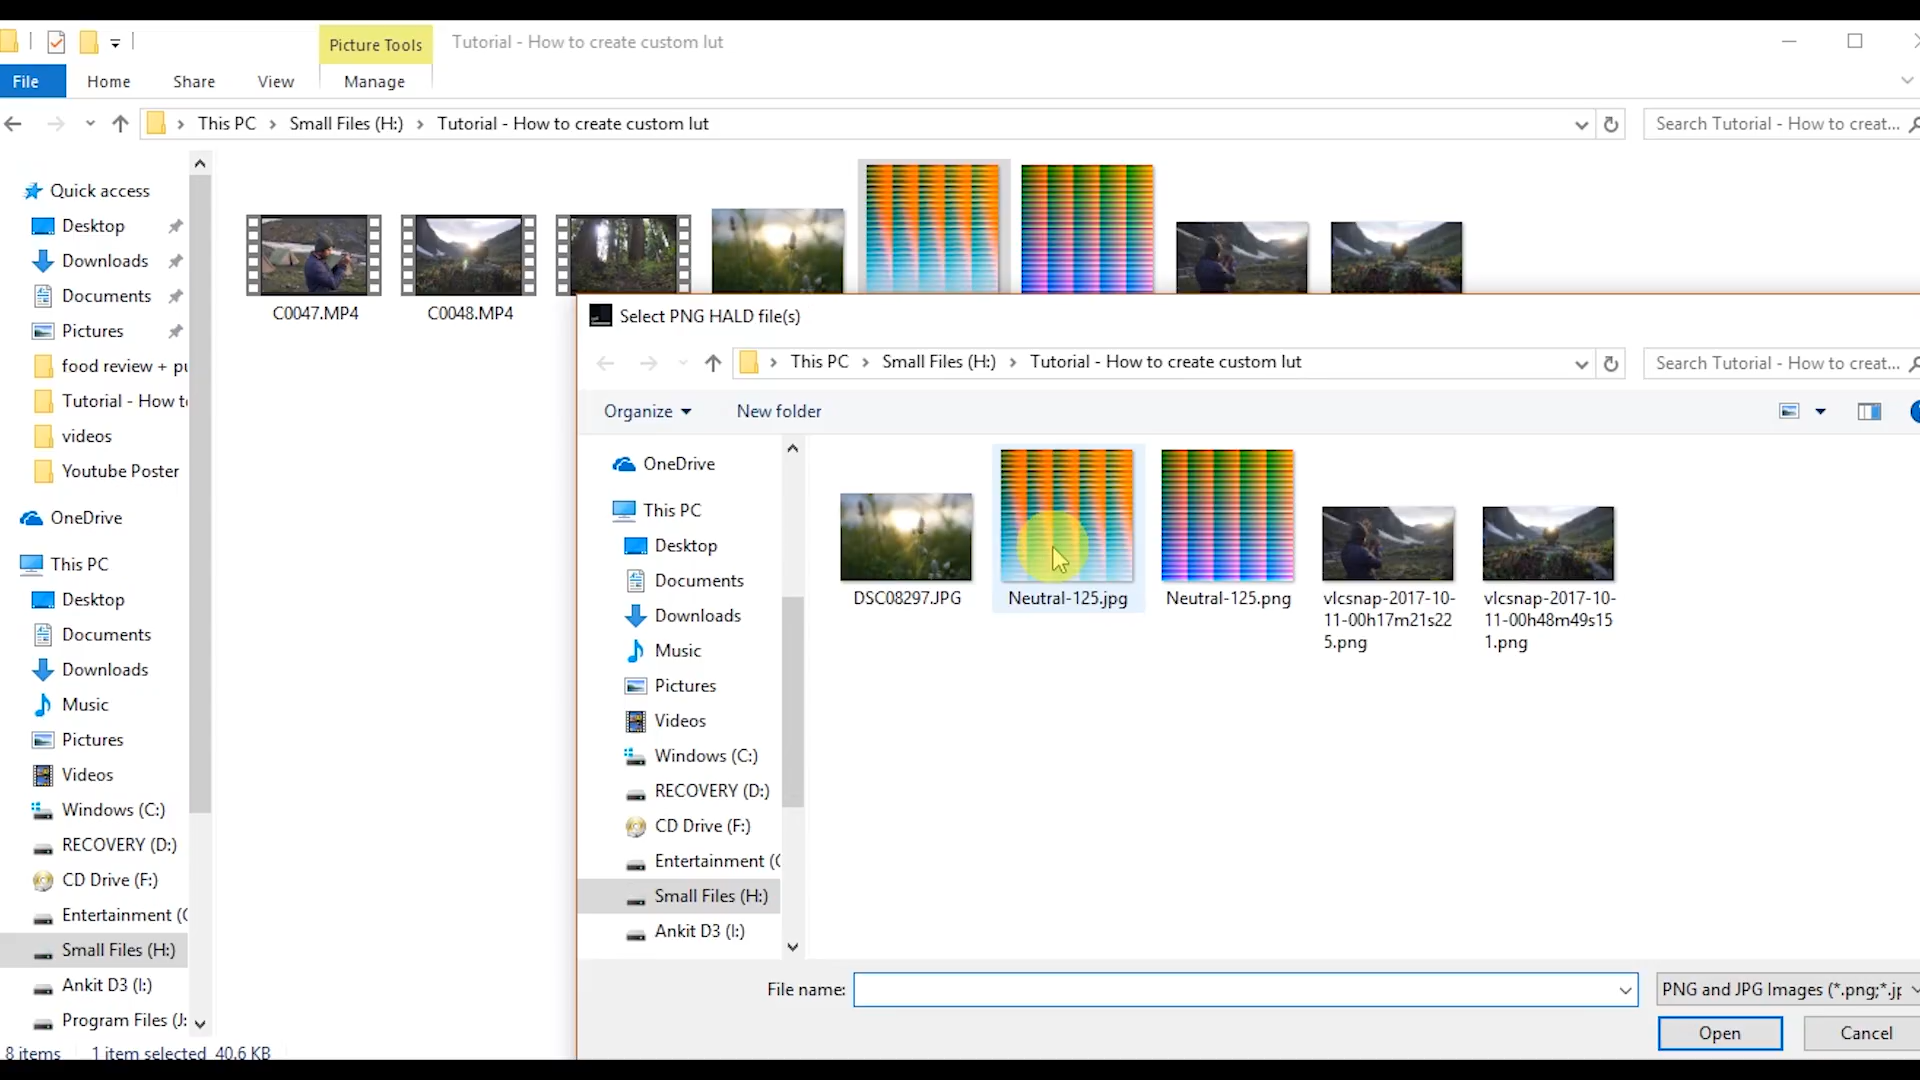 Picture Tools
Tutorial - How to create custom lut
File
Home
Share
View
Manage
This PC
Small Files (H:)
Tutorial - How to create custom lut
Search Tutorial - How to creat...
Quick access
Desktop
Downloads
Documents
Pictures
food review + pu
Tutorial - How to
videos
Youtube Poster
OneDrive
This PC
Desktop
Documents
Downloads
Music
Pictures
Videos
Windows (C:)
RECOVERY (D:)
CD Drive (F:)
Entertainment (G
Small Files (H:)
Ankit D3 (I:)
Program Files (J:
8 items 1 item selected 40.6 KB
C0047.MP4
C0048.MP4
Select PNG HALD file(s)
This PC
Small Files (H:)
Tutorial - How to create custom lut
Search Tutorial - How to creat...
Organize
New folder
OneDrive
This PC
Desktop
Documents
Downloads
Music
Pictures
Videos
Windows (C:)
RECOVERY (D:)
CD Drive (F:)
Entertainment (G
Small Files (H:)
Ankit D3 (I:)
DSC08297.JPG
Neutral-125.jpg
Neutral-125.png
vlcsnap-2017-10-
11-00h17m21s22
5.png
vlcsnap-2017-10-
11-00h48m49s15
1.png
File name:
PNG and JPG Images (*.png;*.jp
Open
Cancel